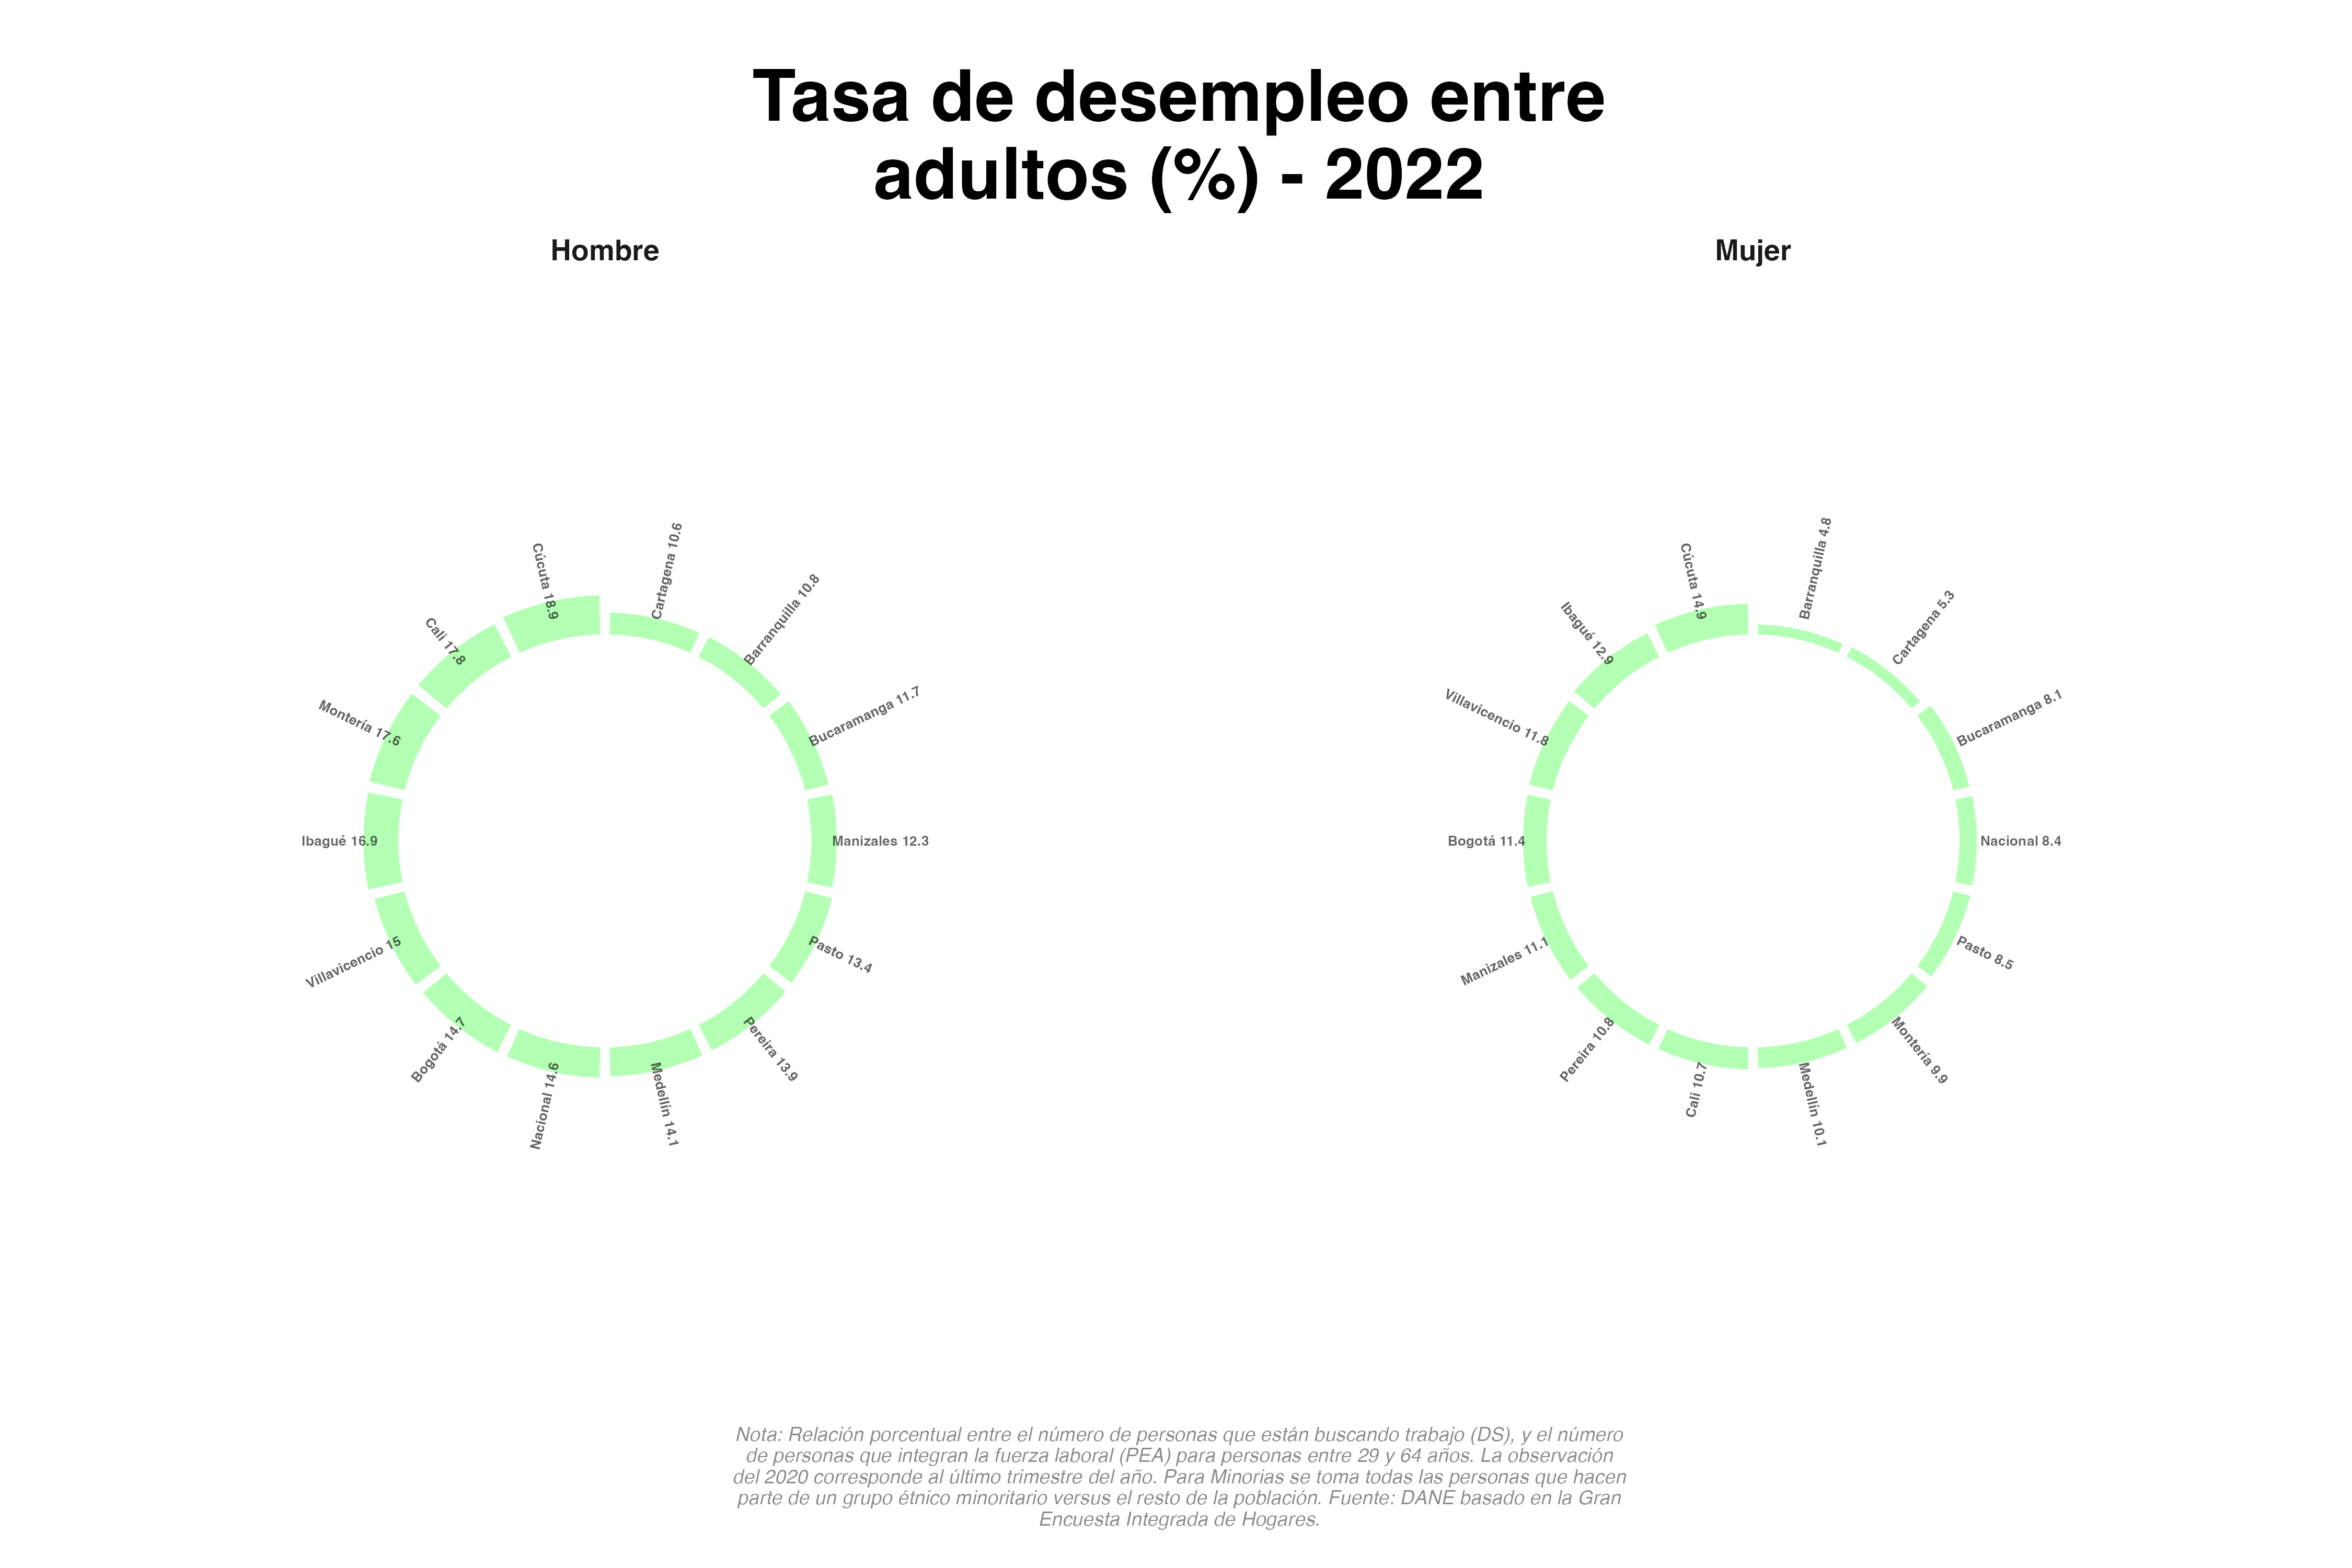 Tasa de desempleo entre
adultos (%) - 2022
Hombre
Cartagena 10.6
Barranquilla 10.8
Bucaramanga 11.7
Manizales 12.3
Pasto 13.4
Pereira 13.9
Medellín 14.1
Nacional 14.6
Bogotá 14.7
Villavicencio 15
Ibagué 16.9
Montería 17.6
Cali 17.8
Cúcuta 18.9
Mujer
Barranquilla 4.8
Cartagena 5.3
Bucaramanga 8.1
Nacional 8.4
Pasto 8.5
Montería 9.9
Medellín 10.1
Cali 10.7
Pereira 10.8
Manizales 11.1
Bogotá 11.4
Villavicencio 11.8
Ibagué 12.9
Cúcuta 14.9
Nota: Relación porcentual entre el número de personas que están buscando trabajo (DS), y el número
de personas que integran la fuerza laboral (PEA) para personas entre 29 y 64 años. La observación
del 2020 corresponde al último trimestre del año. Para Minorias se toma todas las personas que hacen
parte de un grupo étnico minoritario versus el resto de la población. Fuente: DANE basado en la Gran
Encuesta Integrada de Hogares.